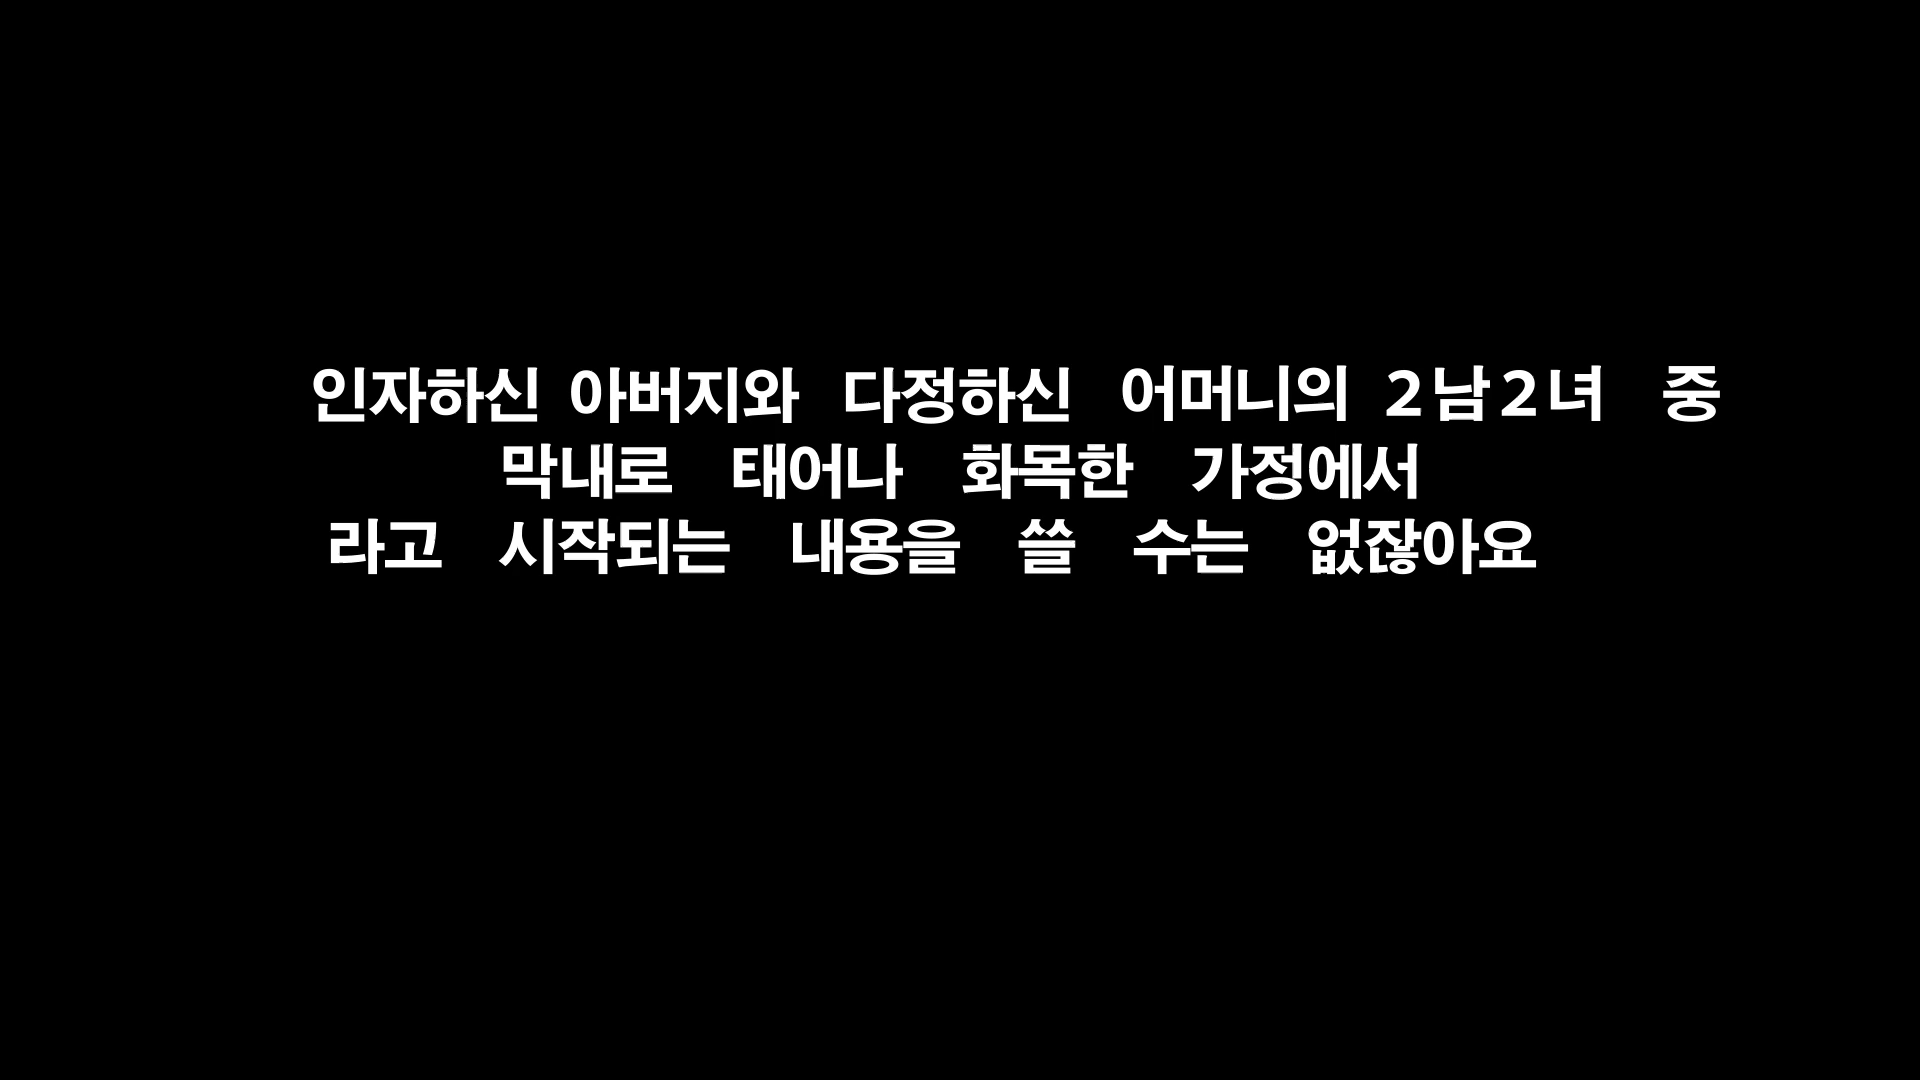 인자하신 아버지와 다정하신 어머니의 2남2녀 중
막내로 태어나 화목한 가정에서
라고 시작되는 내용을 쓸 수는 없잖아요